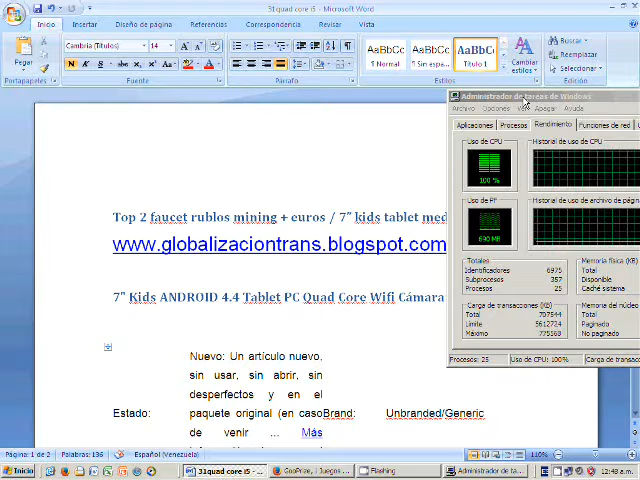 31quad core i5 - Microsoft Word
Inicio Insertar Diseño de página Referencias Correspondencia Revisar Vista
Pegar
Portapapeles
Cambria (Títulos) 14
Fuente
Párrafo
AaBbCc AaBbCc AaBbC
¶ Normal ¶ Sin espa... Título 1
Cambiar estilos
Estilos
Buscar
Reemplazar
Seleccionar
Edición
Administrador de tareas de Windows
Archivo Opciones Ver Apagar Ayuda
Aplicaciones Procesos Rendimiento Funciones de red
Uso de CPU Historial de uso de CPU
100 %
Uso de PF Historial de uso de archivo de págin
690 MB
Totales
Identificadores 6975
Subprocesos 357
Procesos 25
Memoria física (KB)
Total
Disponible
Caché sistema
Carga de transacciones (KB)
Total 707544
Límite 5612724
Máximo 775568
Memoria del núcleo
Total
Paginado
No paginado
Procesos: 25 Uso de CPU: 100% Carga de transacc
Top 2 faucet rublos mining + euros / 7" kids tablet med
www.globalizaciontrans.blogspot.com
7" Kids ANDROID 4.4 Tablet PC Quad Core Wifi Cámara
Nuevo: Un artículo nuevo,
sin usar, sin abrir, sin
desperfectos y en el
Estado: paquete original (en caso Brand: Unbranded/Generic
de venir ... Más
Página: 1 de 2 Palabras: 136 Español (Venezuela) 110%
Inicio 31quad core i5 - ... GooPrize, ¡ Juegos ... Flashing Administrador de ta... 12:48 a.m.